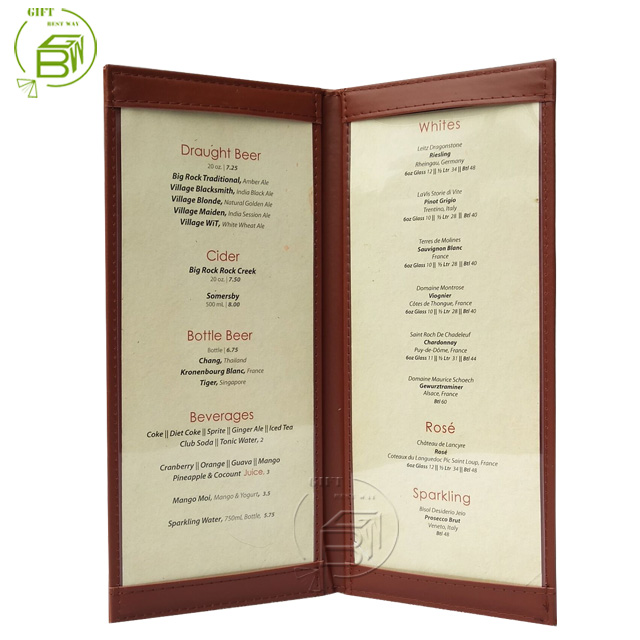 GIFT
BEST WAY
BW
Draught Beer
20 oz. | 7.25
Big Rock Traditional, Amber Ale
Village Blacksmith, India Black Ale
Village Blonde, Natural Golden Ale
Village Maiden, India Session Ale
Village WiT, White Wheat Ale
Cider
Big Rock Rock Creek
20 oz. | 7.50
Somersby
500 mL | 8.00
Bottle Beer
Bottle | 6.75
Chang, Thailand
Kronenbourg Blanc, France
Tiger, Singapore
Beverages
Coke || Diet Coke || Sprite || Ginger Ale || Iced Tea
Club Soda || Tonic Water, 2
Cranberry || Orange || Guava || Mango
Pineapple & Cocount Juice, 3
Mango Moi, Mango & Yogurt, 3.5
Sparkling Water, 750mL Bottle, 5.75
Whites
Leitz Dragonstone
Riesling
Rheingau, Germany
6oz Glass 12 || ½ Ltr 34 || Btl 48
LaVis Storie di Vite
Pinot Grigio
Trentino, Italy
6oz Glass 10 || ½ Ltr 28 || Btl 40
Terres de Molines
Sauvignon Blanc
France
6oz Glass 10 || ½ Ltr 28 || Btl 40
Domaine Montrose
Viognier
Côtes de Thongue, France
6oz Glass 10 || ½ Ltr 28 || Btl 40
Saint Roch De Chadeleuf
Chardonnay
Puy-de-Dôme, France
6oz Glass 11 || ½ Ltr 31 || Btl 44
Domaine Maurice Schoech
Gewurztraminer
Alsace, France
Btl 60
Rosé
Château de Lancyre
Rosé
Coteaux du Languedoc Pic Saint Loup, France
6oz Glass 12 || ½ Ltr 34 || Btl 48
Sparkling
Bisol Desiderio Jeio
Prosecco Brut
Veneto, Italy
Btl 48
GIFT
BEST WAY
BW